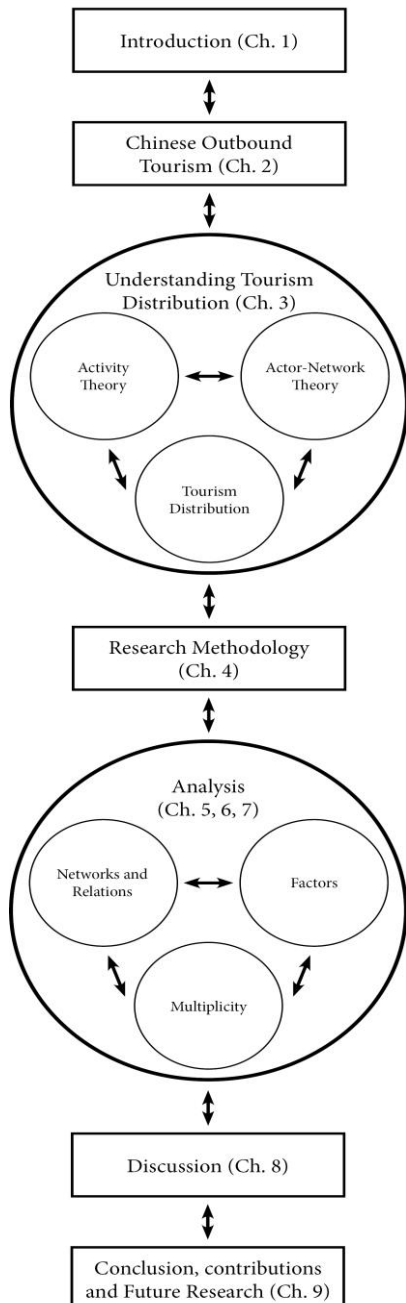 Introduction (Ch. 1)
Chinese Outbound
Tourism (Ch. 2)
Understanding Tourism
Distribution (Ch. 3)
Activity
Theory
Actor-Network
Theory
Tourism
Distribution
Research Methodology
(Ch. 4)
Analysis
(Ch. 5, 6, 7)
Networks and
Relations
Factors
Multiplicity
Discussion (Ch. 8)
Conclusion, contributions
and Future Research (Ch. 9)